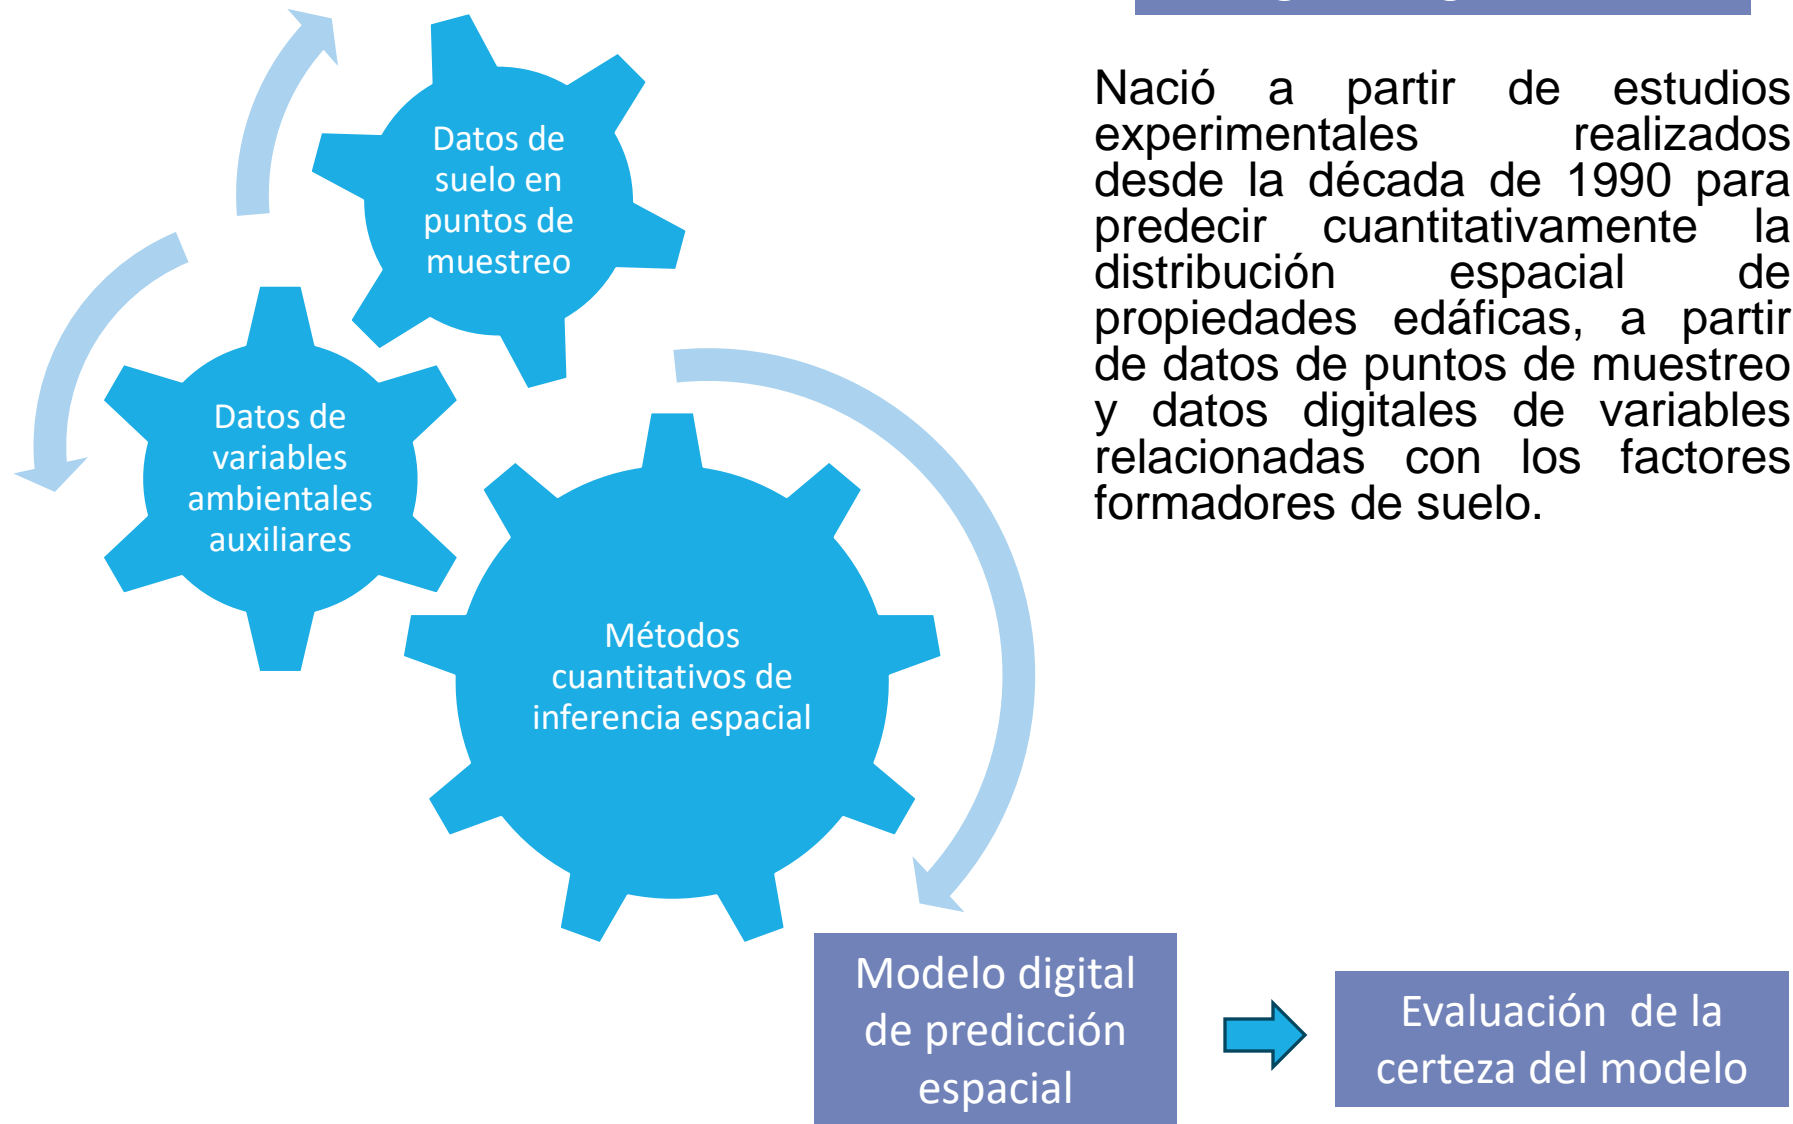 Datos de
suelo en
puntos de
muestreo
Datos de
variables
ambientales
auxiliares
Métodos
cuantitativos de
inferencia espacial
Nació a partir de estudios
experimentales realizados
desde la década de 1990 para
predecir cuantitativamente la
distribución espacial de
propiedades edáficas, a partir
de datos de puntos de muestreo
y datos digitales de variables
relacionadas con los factores
formadores de suelo.
Modelo digital
de predicción
espacial
Evaluación de la
certeza del modelo